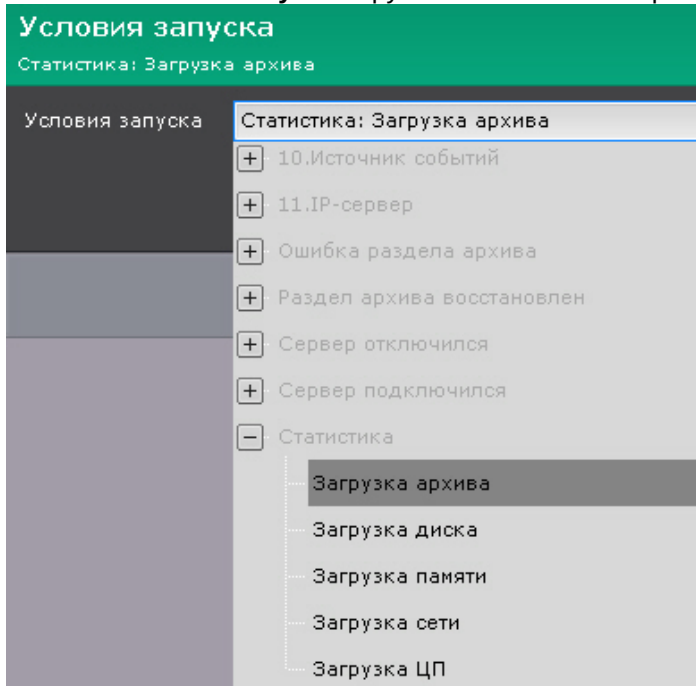 Условия запуска
Статистика: Загрузка архива
Условия запуска
Статистика: Загрузка архива
10.Источник событий
11.IP-сервер
Ошибка раздела архива
Раздел архива восстановлен
Сервер отключился
Сервер подключился
Статистика
Загрузка архива
Загрузка диска
Загрузка памяти
Загрузка сети
Загрузка ЦП